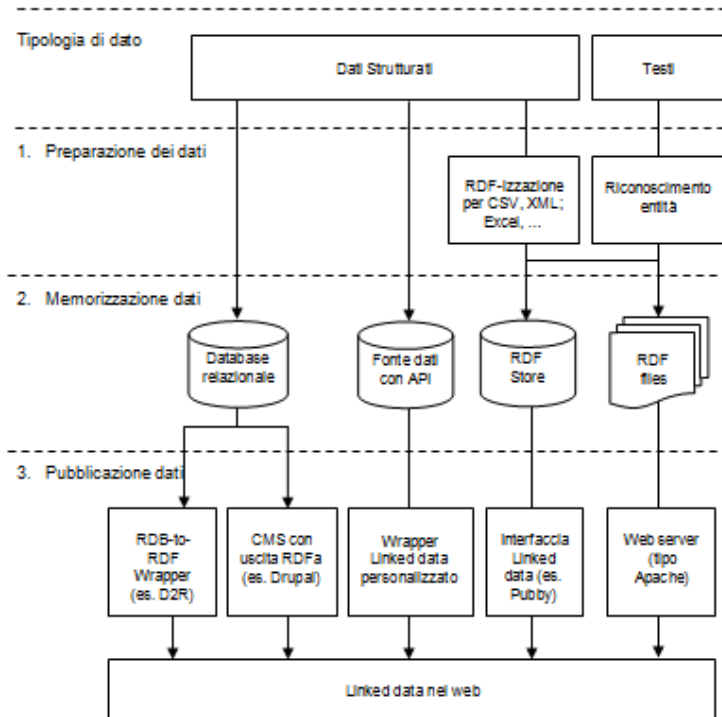 Tipologia di dato
Dati Strutturati
Testi
1. Preparazione dei dati
RDF-izzazione
per CSV, XML;
Excel, ...
Riconoscimento
entità
2. Memorizzazione dati
Database
relazionale
Fonte dati
con API
RDF
Store
RDF
files
3. Pubblicazione dati
RDB-to-
RDF
Wrapper
(es. D2R)
CMS con
uscita RDFa
(es. Drupal)
Wrapper
Linked data
personalizzato
Interfaccia
Linked
data (es.
Pubby)
Web server
(tipo
Apache)
Linked data nel web